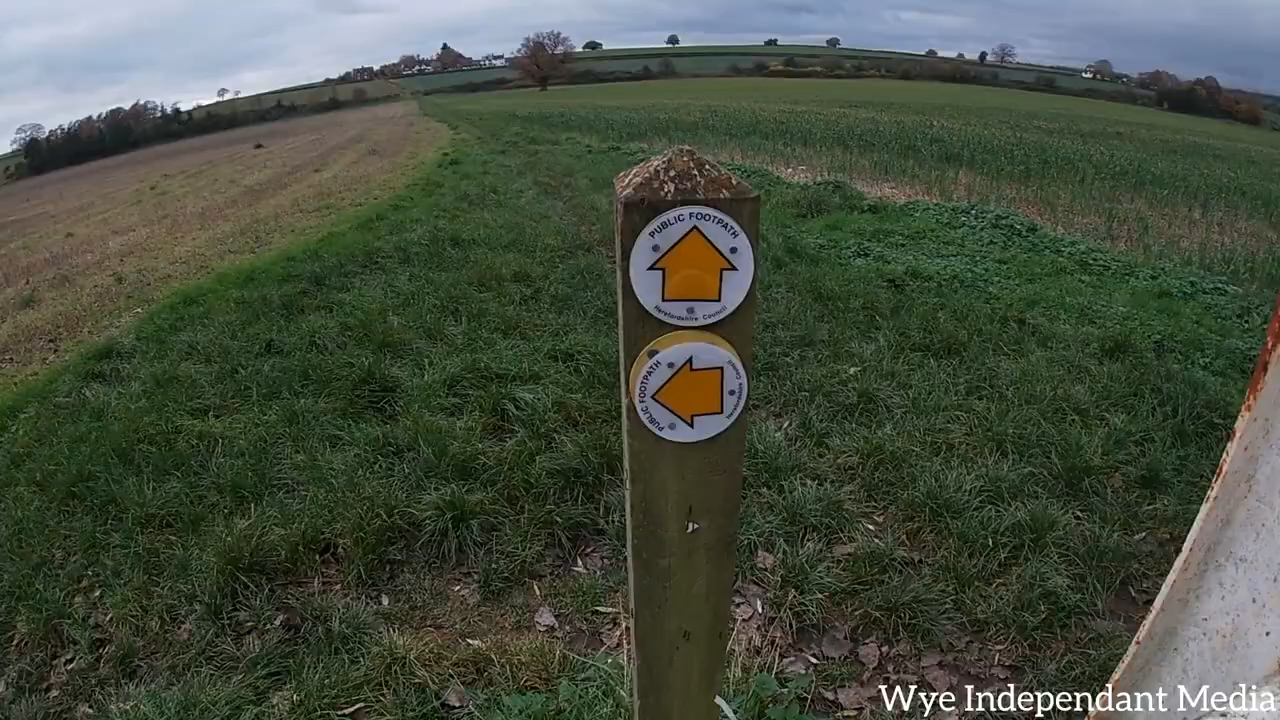 PUBLIC FOOTPATH
Herefordshire Council
PUBLIC FOOTPATH
Herefordshire Council
Wye Independant Media